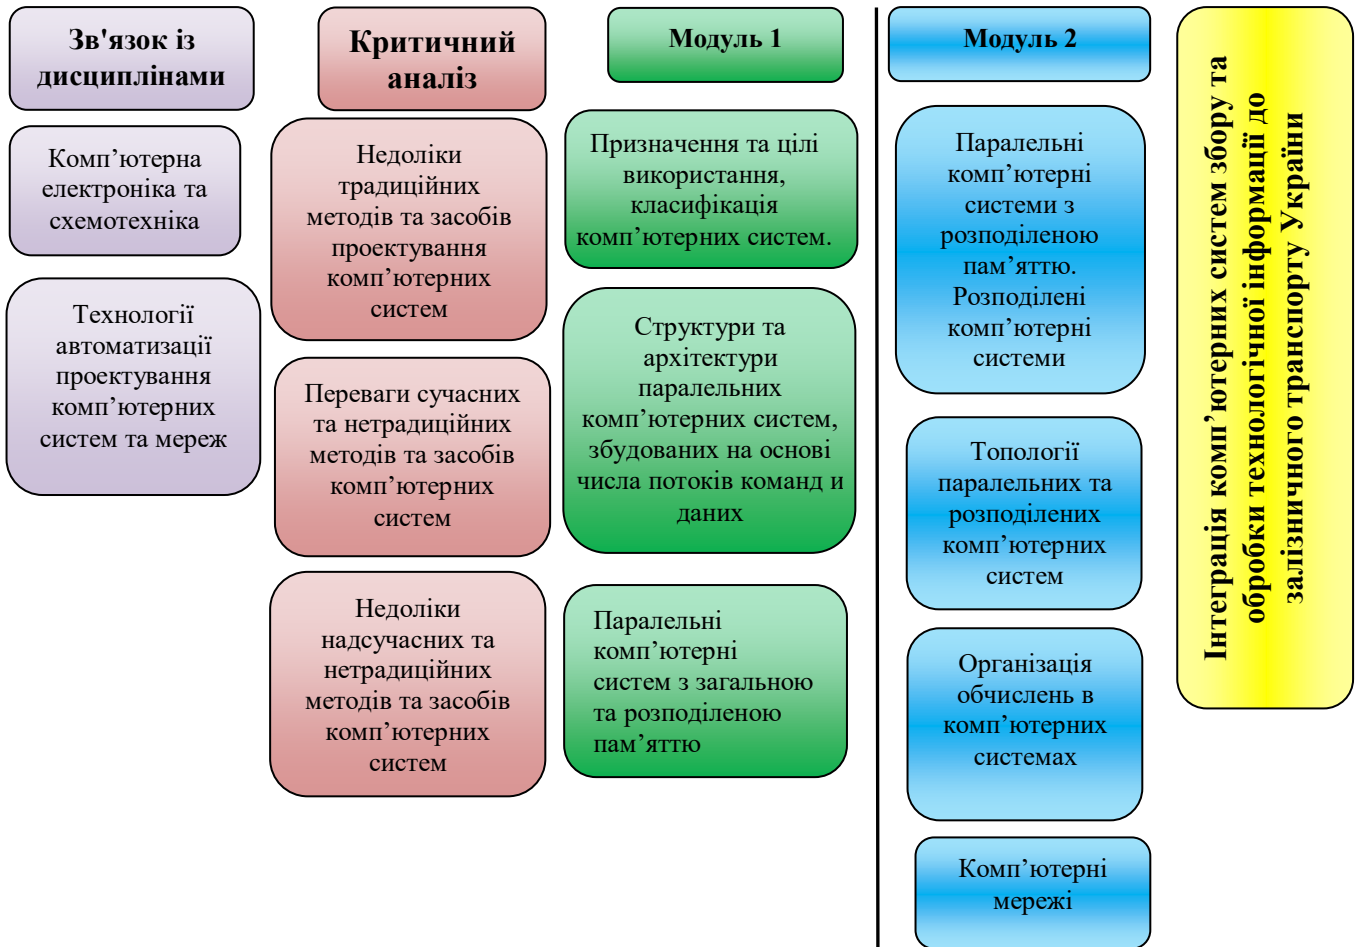 Зв'язок із
дисциплінами
Комп’ютерна
електроніка та
схемотехніка
Технології
автоматизації
проектування
комп’ютерних
систем та мереж
Критичний
аналіз
Недоліки
традиційних
методів та засобів
проектування
комп’ютерних
систем
Переваги сучасних
та нетрадиційних
методів та засобів
комп’ютерних
систем
Недоліки
надсучасних та
нетрадиційних
методів та засобів
комп’ютерних
систем
Модуль 1
Призначення та цілі
використання,
класифікація
комп’ютерних систем.
Структури та
архітектури
паралельних
комп’ютерних систем,
збудованих на основі
числа потоків команд и
даних
Паралельні
комп’ютерні
систем з загальною
та розподіленою
пам’яттю
Модуль 2
Паралельні
комп’ютерні
системи з
розподіленою
пам’яттю.
Розподілені
комп’ютерні
системи
Топології
паралельних та
розподілених
комп’ютерних
систем
Організація
обчислень в
комп’ютерних
системах
Комп’ютерні
мережі
Інтеграція комп’ютерних систем збору та
обробки технологічної інформації до
залізничного транспорту України